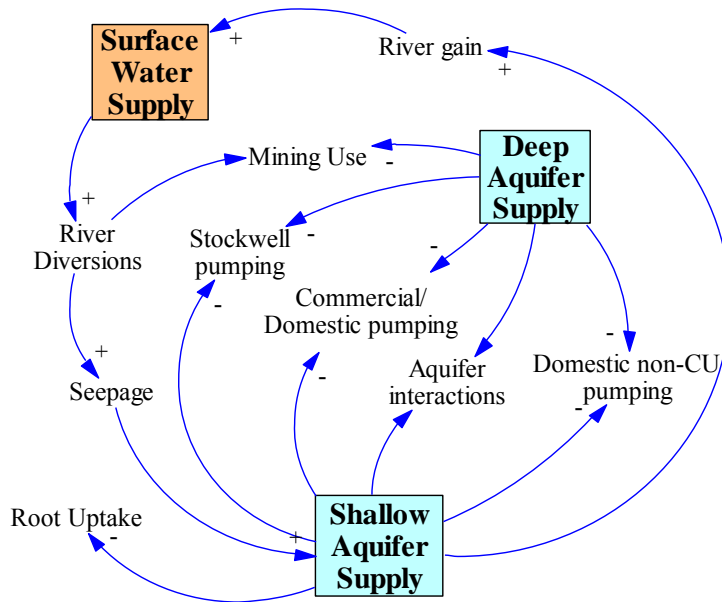 Surface
Water
Supply
+
River gain
+
Mining Use
-
Deep
Aquifer
Supply
+
River
Diversions
Stockwell
pumping
-
-
-
Commercial/
Domestic pumping
-
-
Aquifer
interactions
-
Domestic non-CU
pumping
-
+
Seepage
Root Uptake
-
+
Shallow
Aquifer
Supply